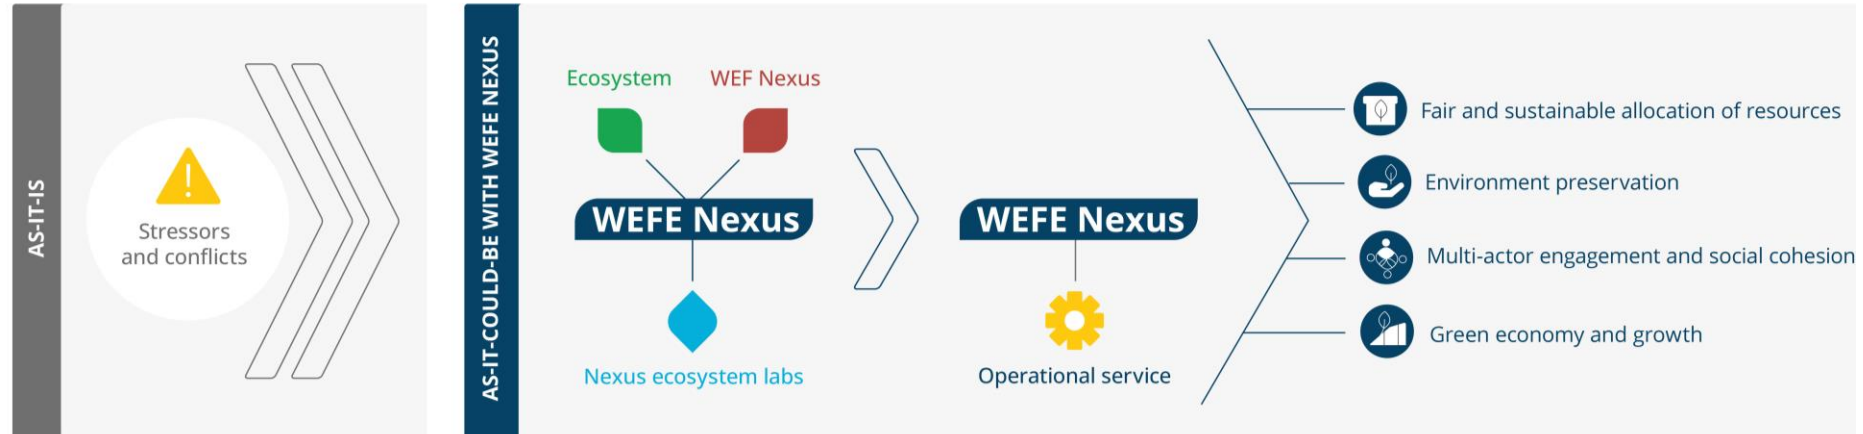 AS-IT-IS
Stressors
and conflicts
AS-IT-COULD-BE WITH WEFE NEXUS
Ecosystem
WEF Nexus
WEFE Nexus
Nexus ecosystem labs
WEFE Nexus
Operational service
Fair and sustainable allocation of resources
Environment preservation
Multi-actor engagement and social cohesion
Green economy and growth